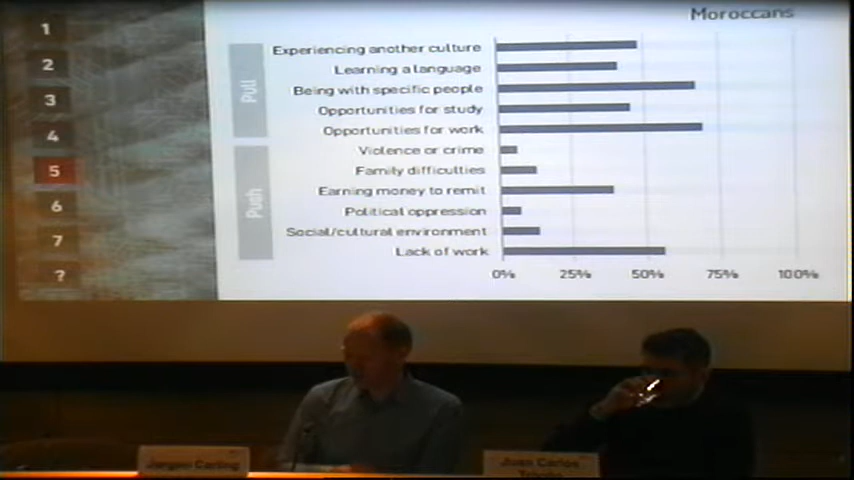 1
2
3
4
5
6
7
?
Moroccans
Pull
Experiencing another culture
Learning a language
Being with specific people
Opportunities for study
Opportunities for work
Push
Violence or crime
Family difficulties
Earning money to remit
Political oppression
Social/cultural environment
Lack of work
0% 25% 50% 75% 100%
Jørgen Carling
Juan Carlos